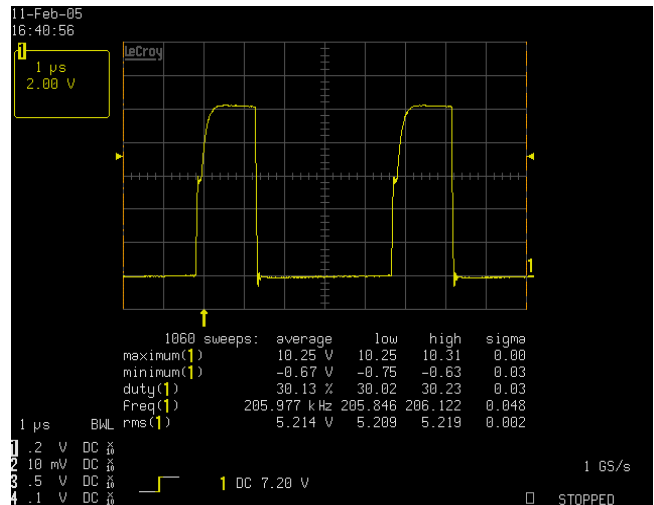 11-Feb-05
16:40:56
1
1 µs
2.00 V
LeCroy
1
1060 sweeps: average low high sigma
maximum(1) 10.25 V 10.25 10.31 0.00
minimum(1) -0.67 V -0.75 -0.63 0.03
duty(1) 30.13 % 30.02 30.23 0.03
freq(1) 205.977 kHz 205.846 206.122 0.048
rms(1) 5.214 V 5.209 5.219 0.002
1 µs BWL
1 .2 V DC X10
2 10 mV DC X10
3 .5 V DC X10
4 .1 V DC X10
1 DC 7.20 V
1 GS/s
STOPPED